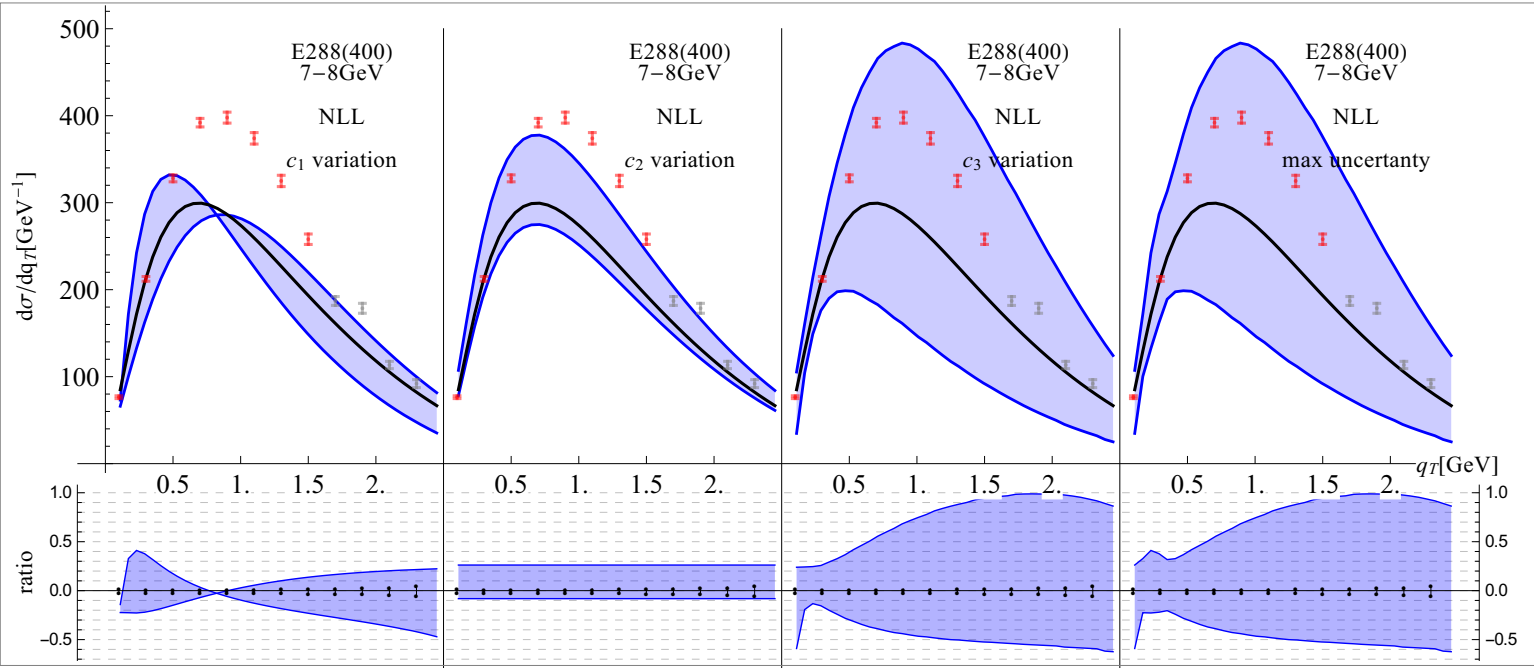 500
400
300
200
100
dσ/dq_T[GeV⁻¹]
E288(400)
7−8GeV
NLL
c₁ variation
E288(400)
7−8GeV
NLL
c₂ variation
E288(400)
7−8GeV
NLL
c₃ variation
E288(400)
7−8GeV
NLL
max uncertanty
q_T[GeV]
0.5 1. 1.5 2.
0.5 1. 1.5 2.
0.5 1. 1.5 2.
0.5 1. 1.5 2.
ratio
1.0
0.5
0.0
−0.5
1.0
0.5
0.0
−0.5